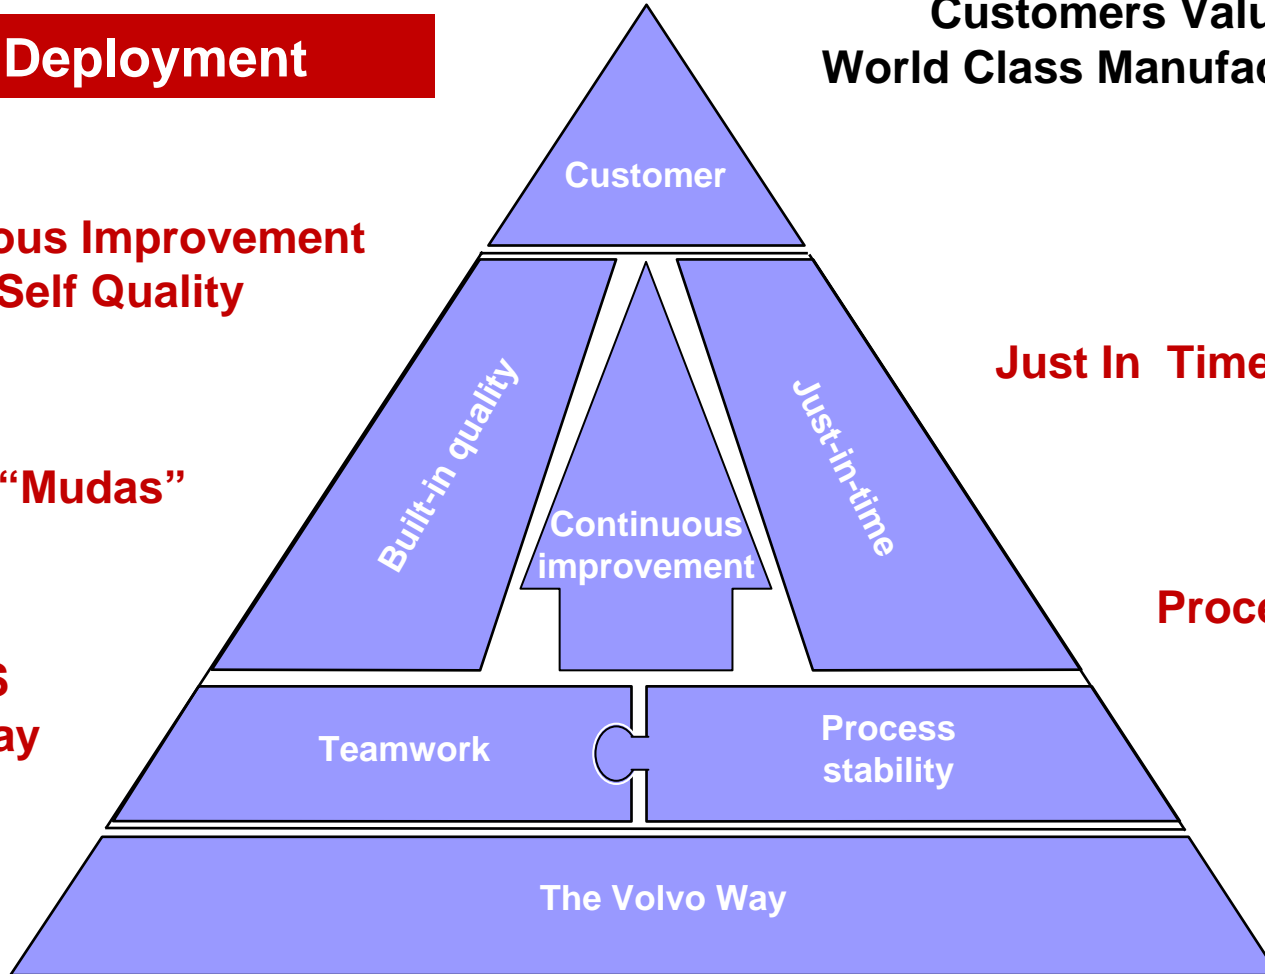 Deployment
Customers Valu
World Class Manufac
Customer
ous Improvement
Self Quality
Just In  Time
Built-in quality
Just-in-time
“Mudas”
Continuous
improvement
Proce
s
ay
Teamwork
Process
stability
The Volvo Way